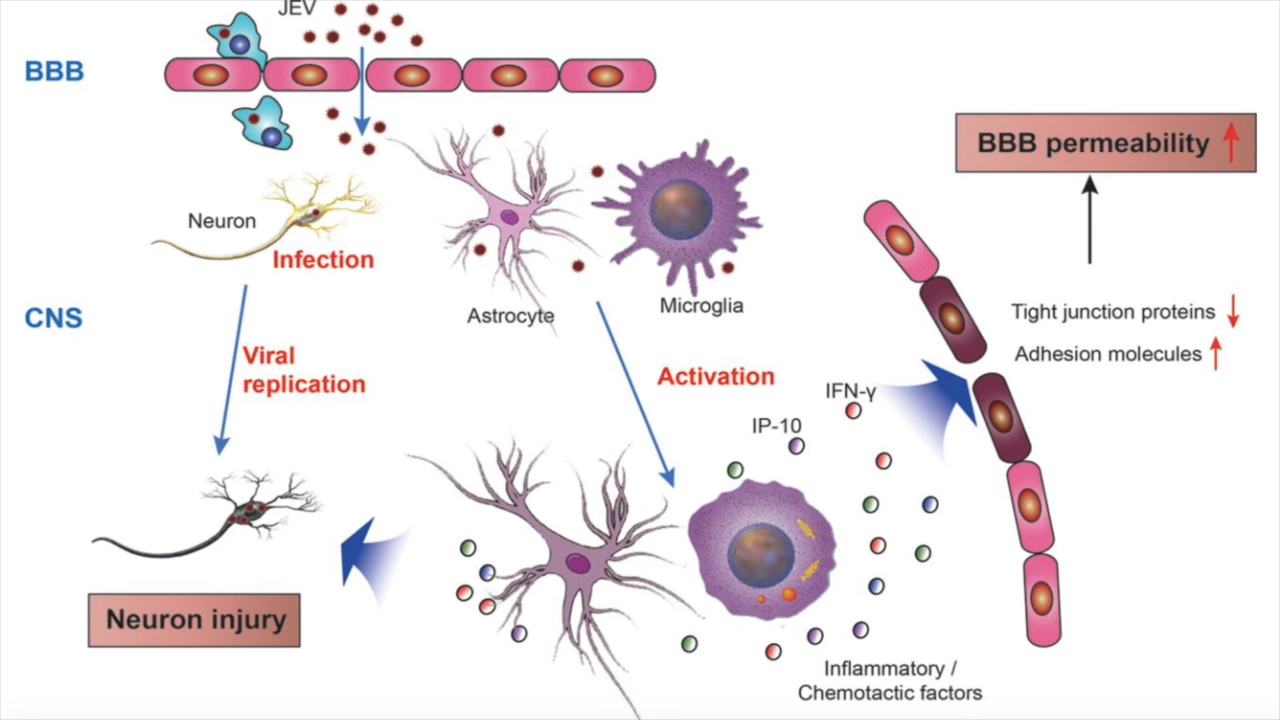 JEV
BBB
BBB permeability
Neuron
Infection
Astrocyte
Microglia
CNS
Tight junction proteins
Adhesion molecules
Viral
replication
Activation
IFN-γ
IP-10
Neuron injury
Inflammatory /
Chemotactic factors